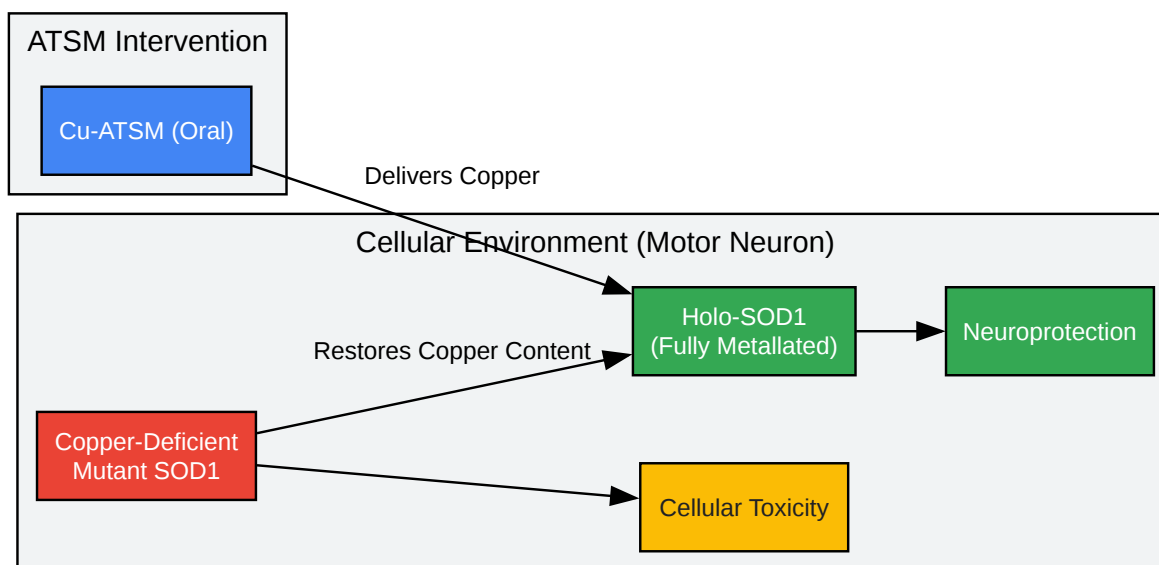 ATSM Intervention
Cu-ATSM (Oral)
Delivers Copper
Cellular Environment (Motor Neuron)
Holo-SOD1
(Fully Metallated)
Neuroprotection
Restores Copper Content
Copper-Deficient
Mutant SOD1
Cellular Toxicity